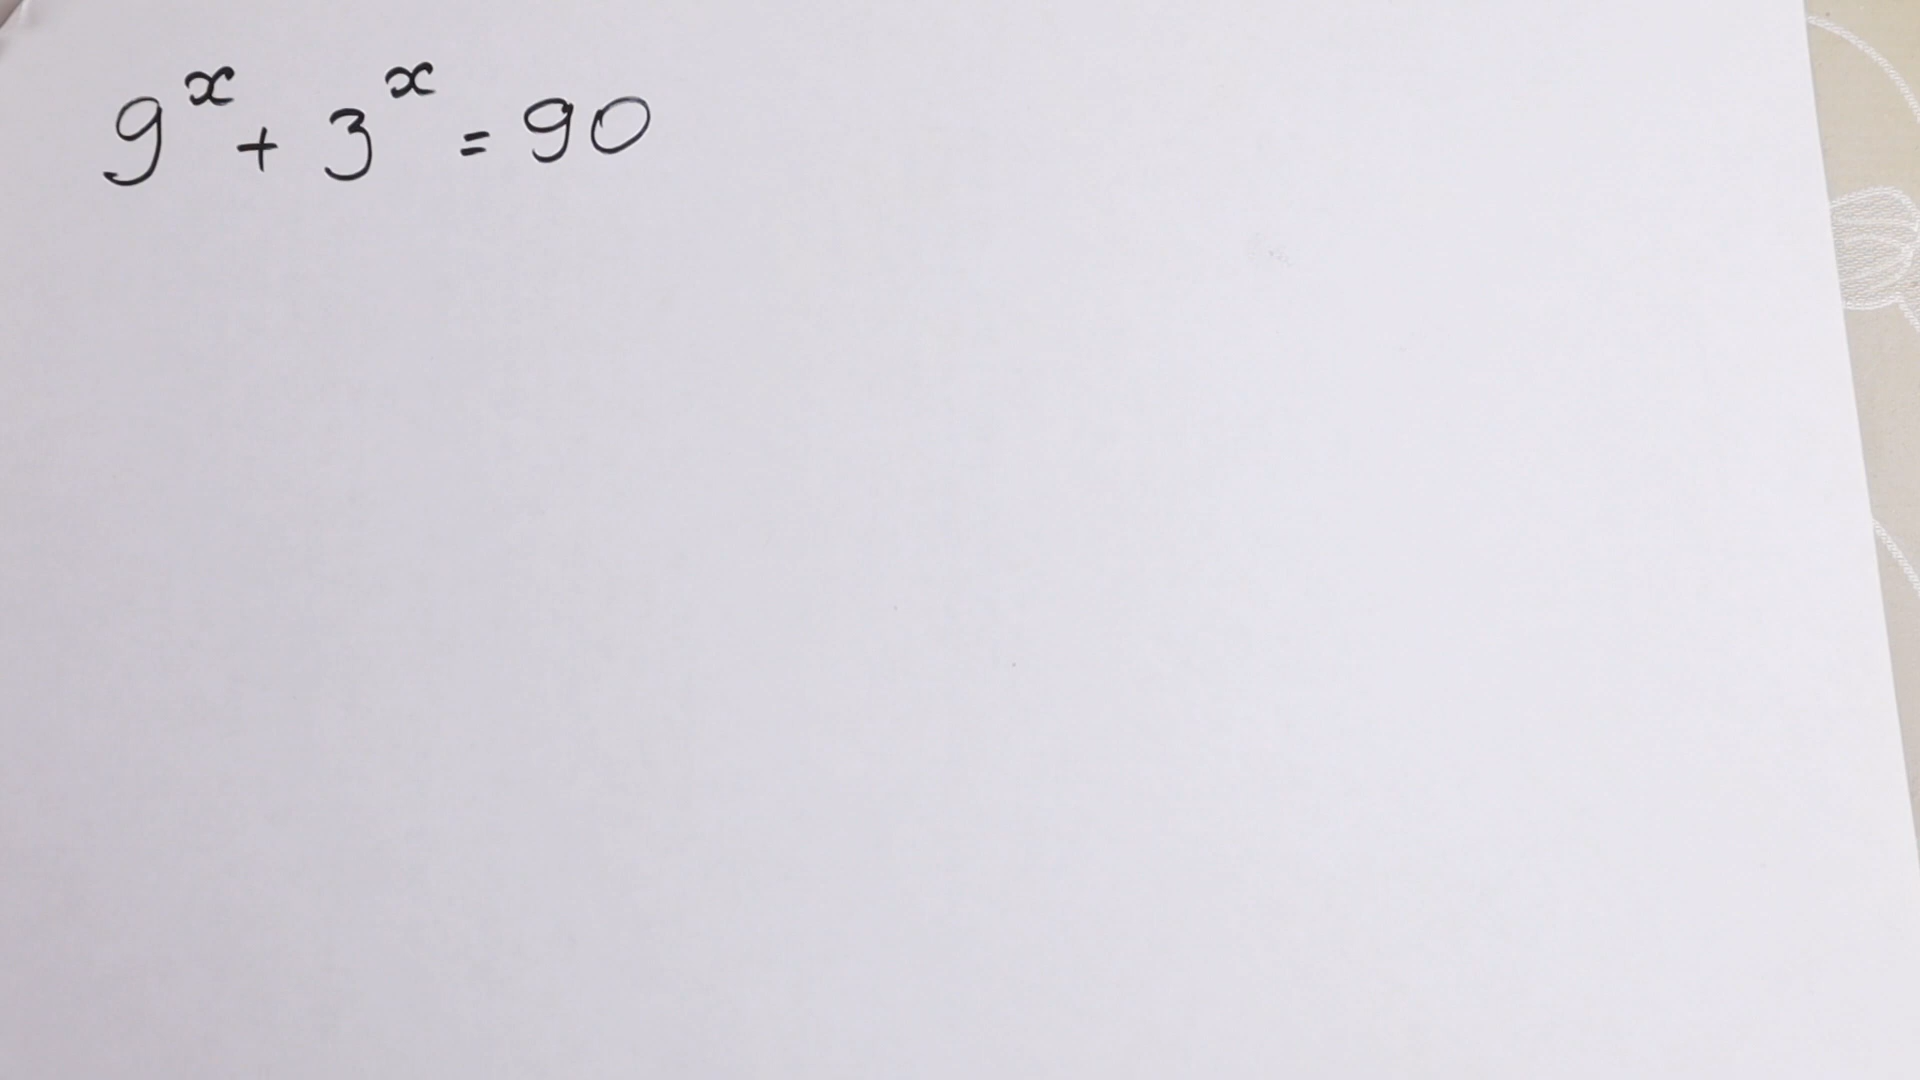 9^x + 3^x = 90